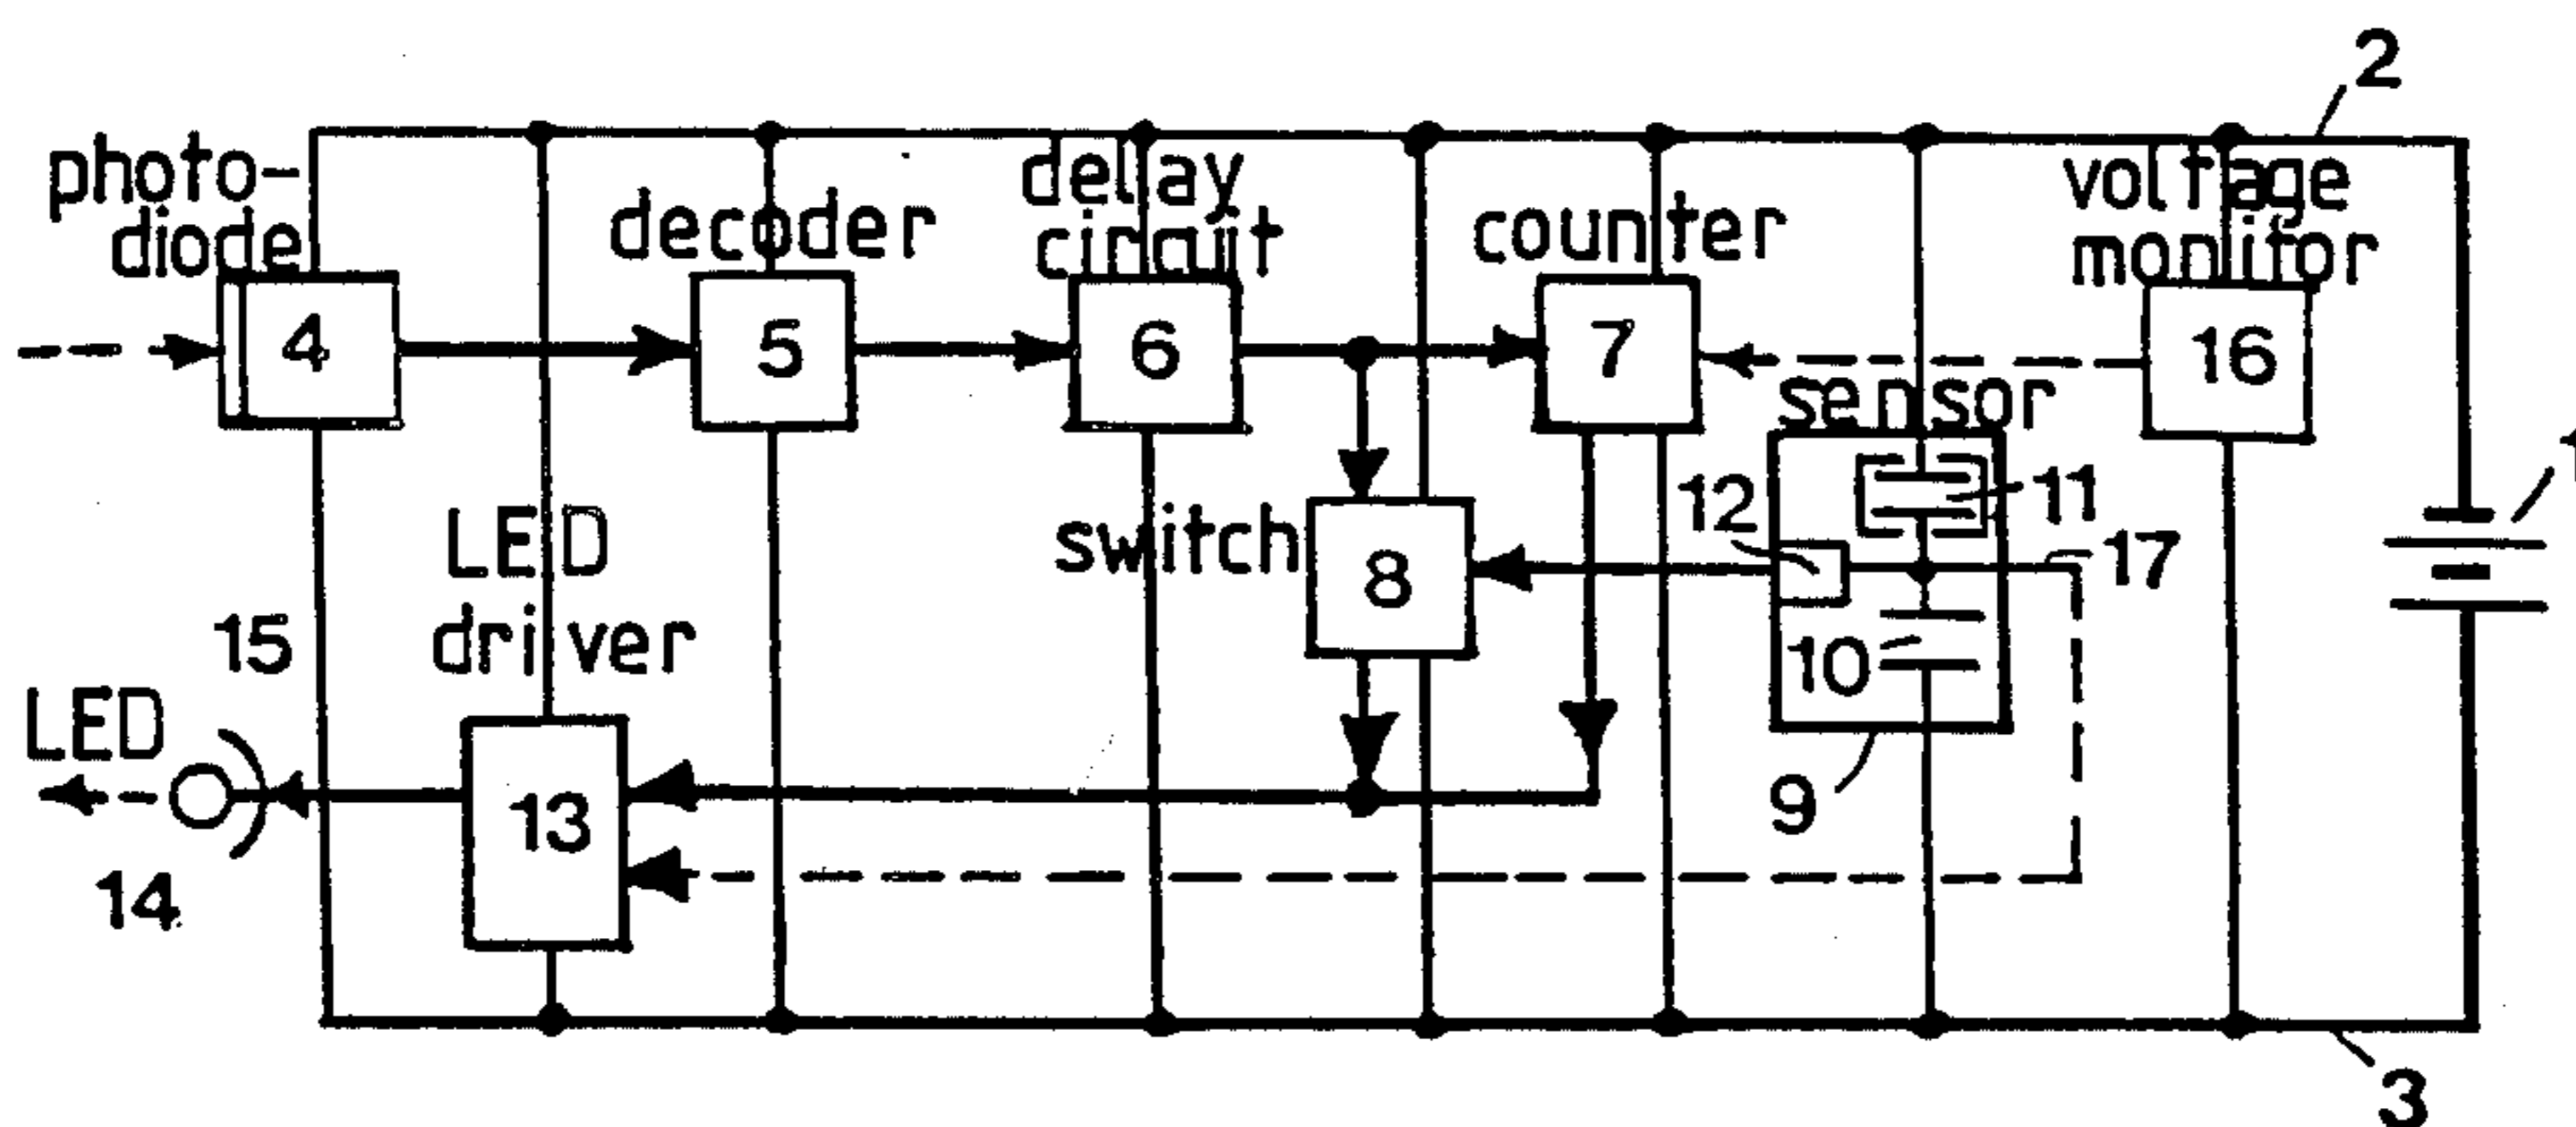 2
photo-
diode
decoder
delay
circuit
counter
voltage
monitor
4
5
6
7
16
sensor
12
11
1
LED
driver
switch
8
17
15
10
LED
13
9
14
3